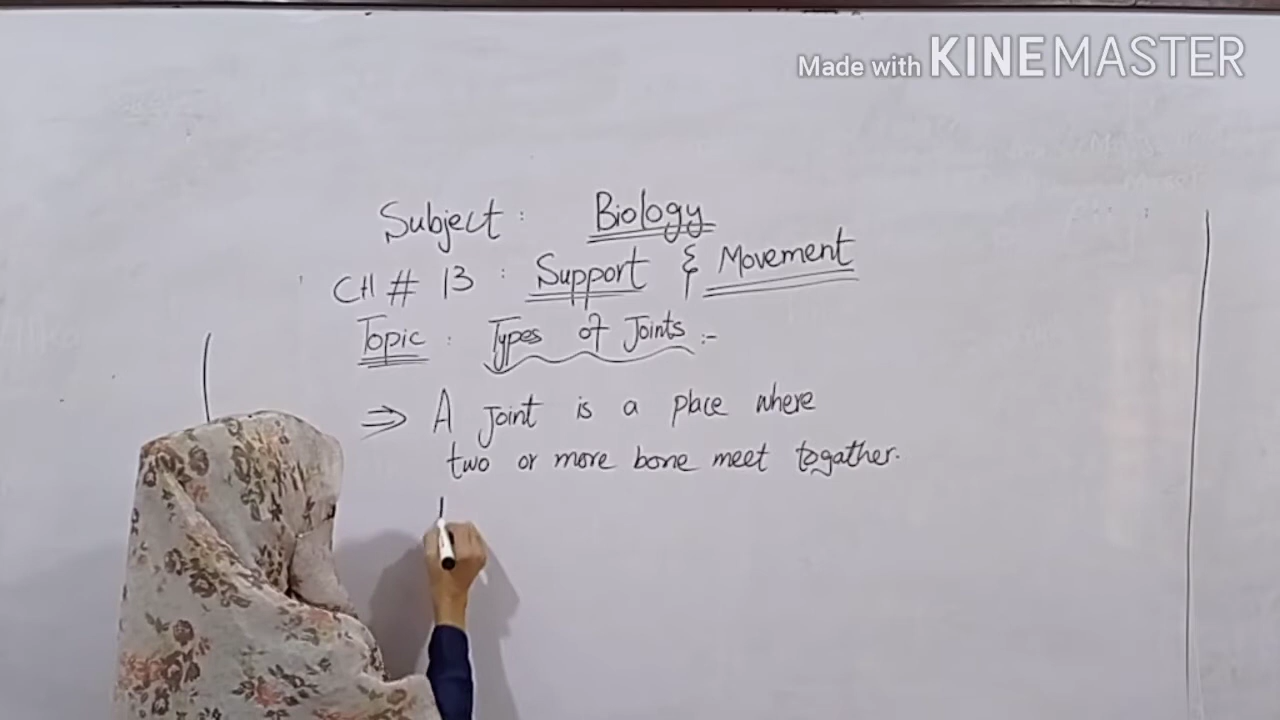 Made with KINEMASTER
Subject : Biology
CH # 13 : Support & Movement
Topic : Types of Joints :-
⇒ A Joint is a place where
two or more bone meet togather.